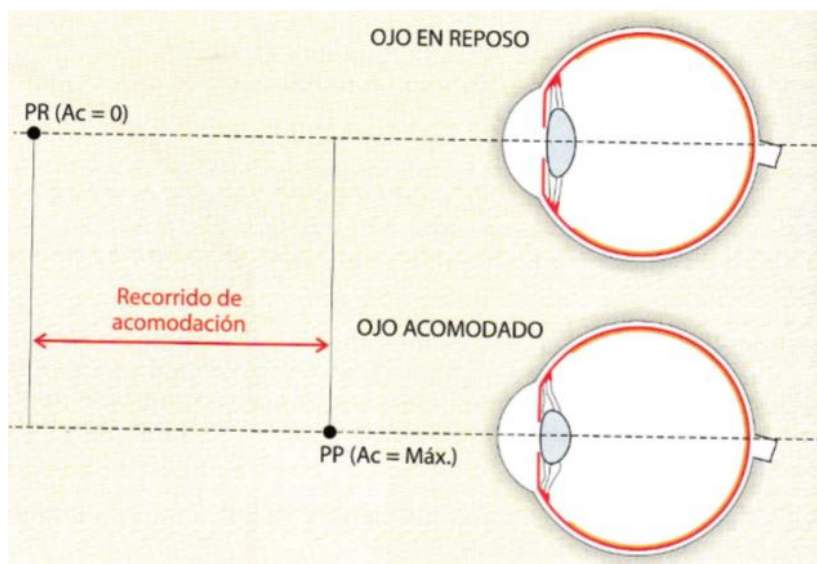 OJO EN REPOSO
PR (Ac = 0)
Recorrido de
acomodación
OJO ACOMODADO
PP (Ac = Máx.)